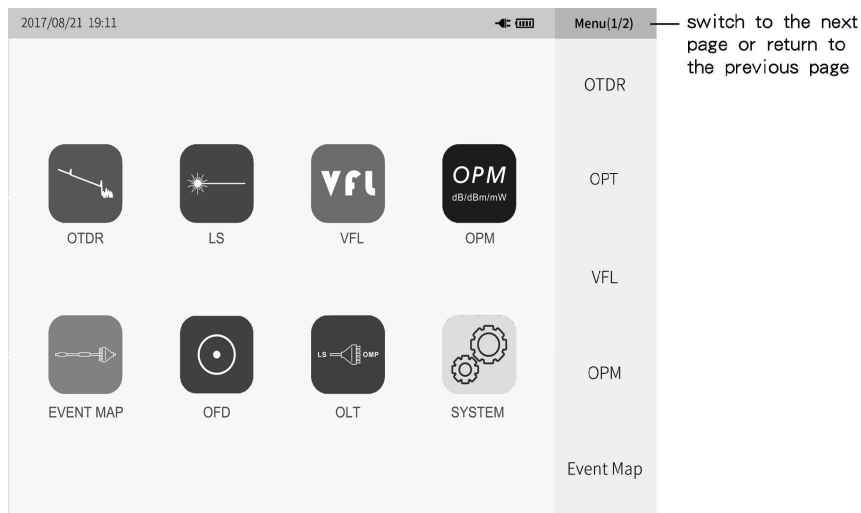 2017/08/21 19:11
Menu(1/2)
switch to the next
page or return to
the previous page
OTDR
OPT
VFL
OPM
Event Map
VFL
OPM
dB/dBm/mW
OTDR
LS
VFL
OPM
LS
OMP
EVENT MAP
OFD
OLT
SYSTEM